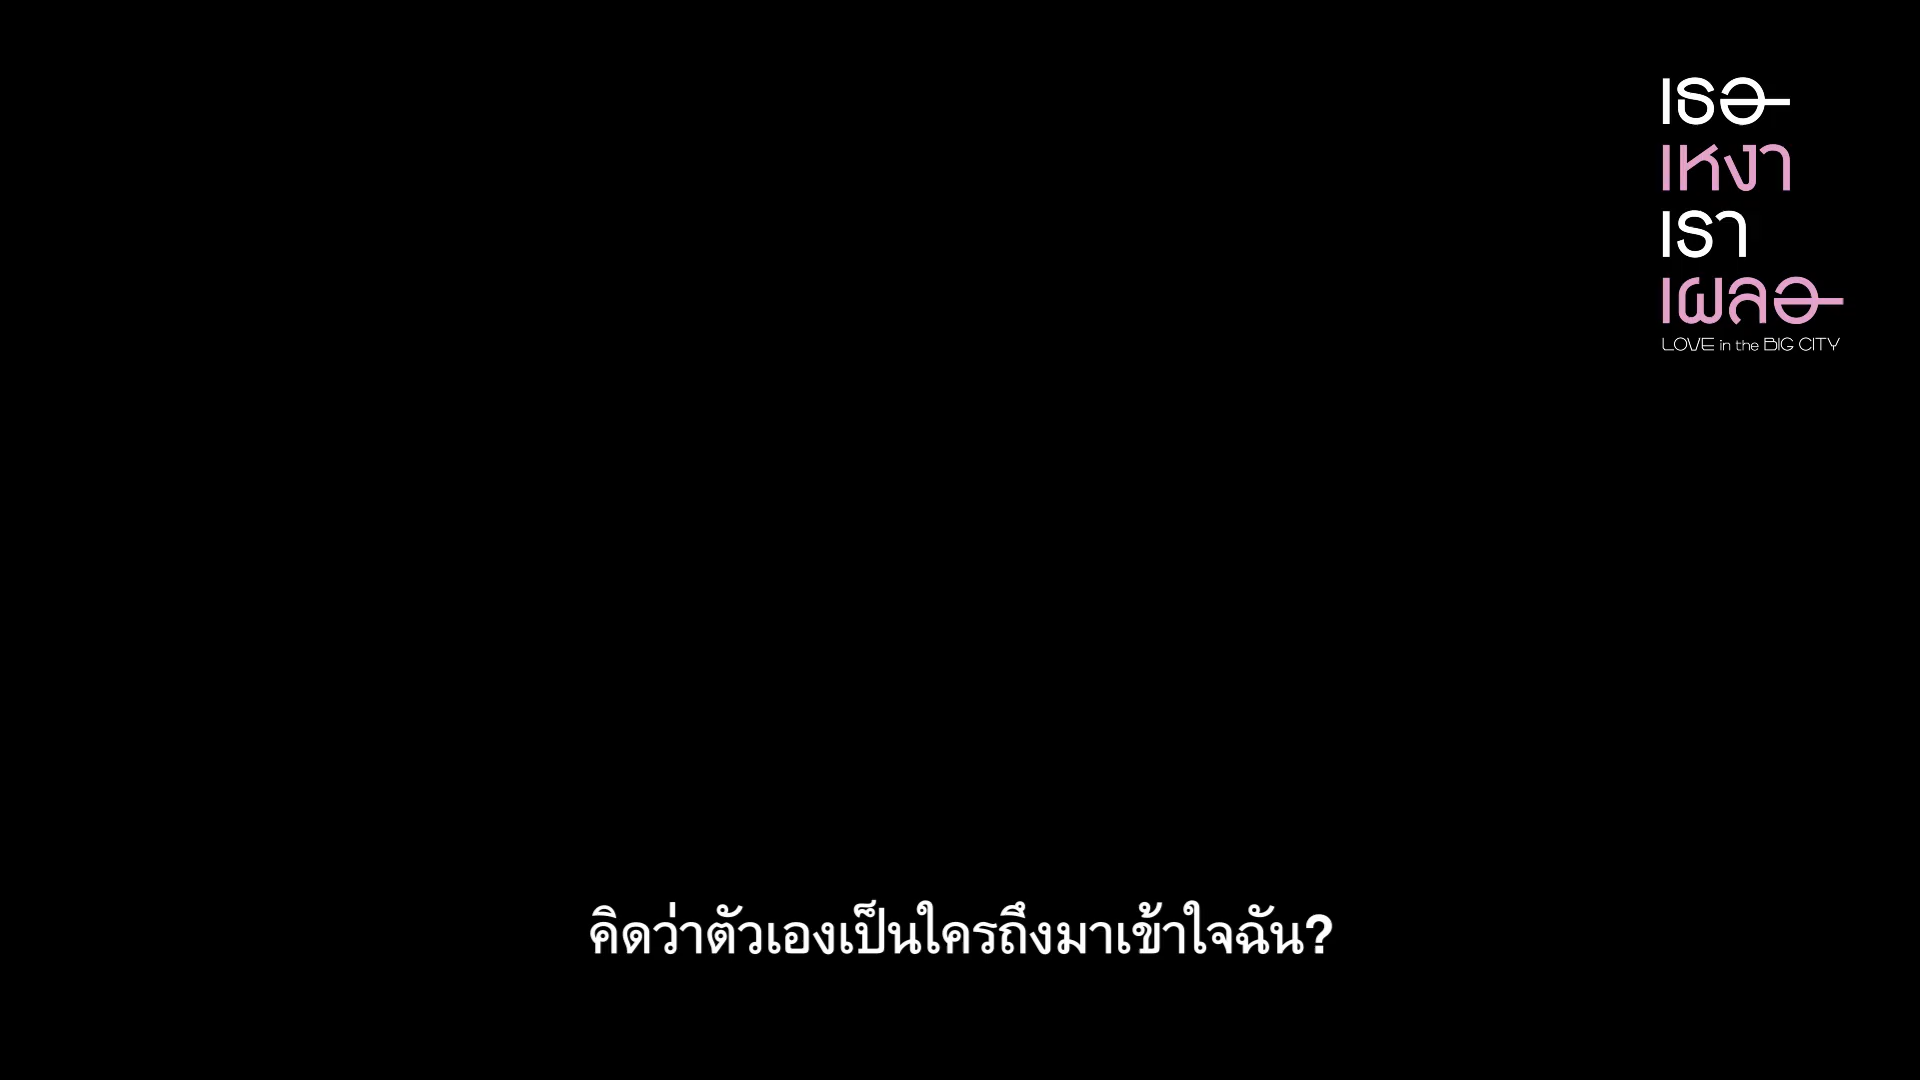 เธอ
เหงา
เรา
เผลอ
LOVE in the BIG CITY
คิดว่าตัวเองเป็นใครถึงมาเข้าใจฉัน?